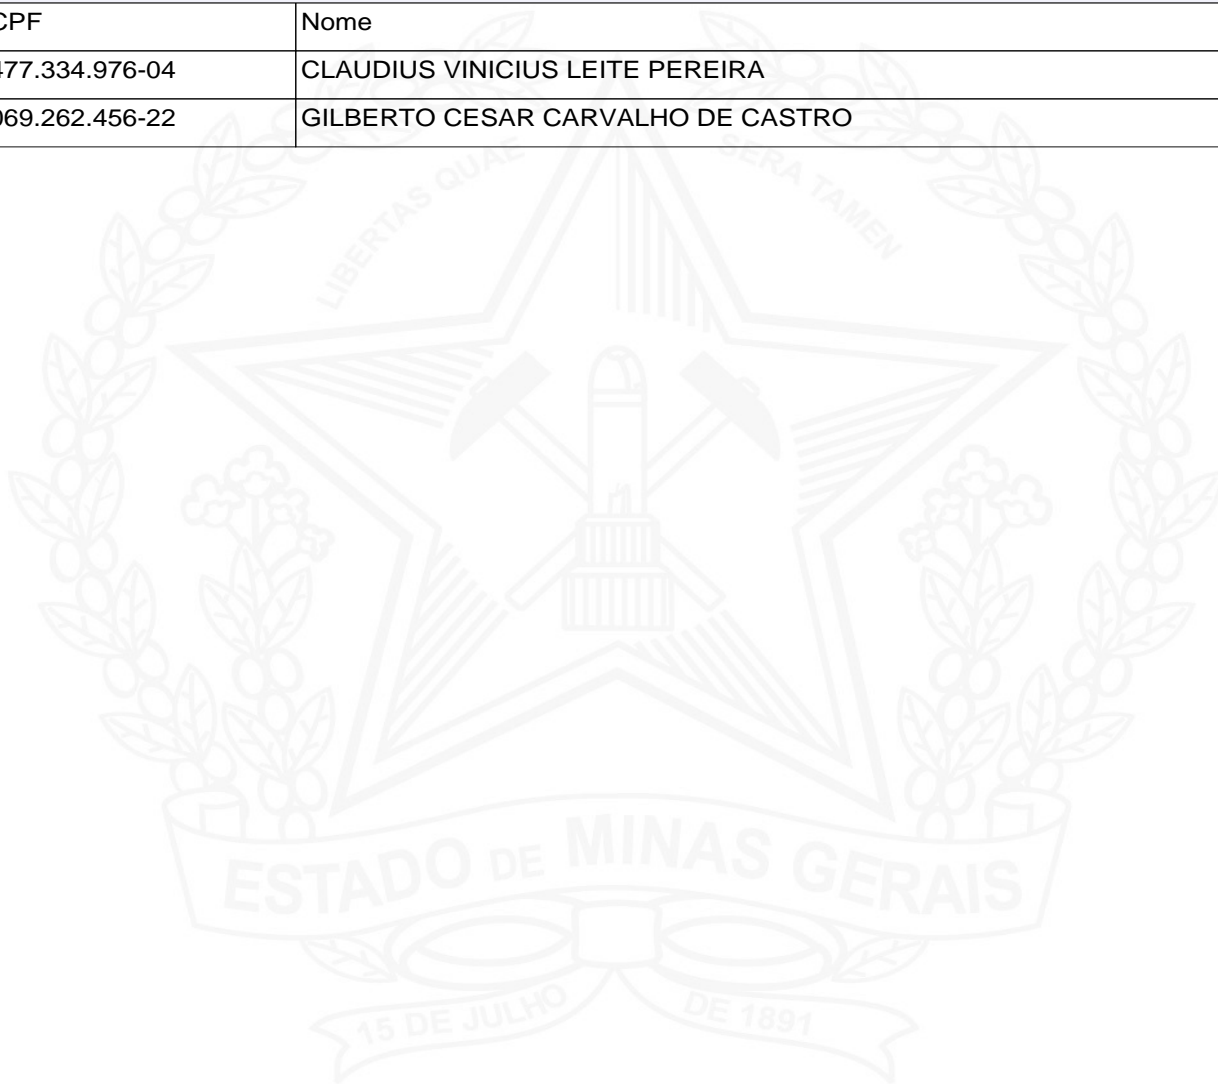 CPF Nome
477.334.976-04 CLAUDIUS VINICIUS LEITE PEREIRA
069.262.456-22 GILBERTO CESAR CARVALHO DE CASTRO
LIBERTAS QUAE SERA TAMEN
ESTADO DE MINAS GERAIS
15 DE JULHO DE 1891